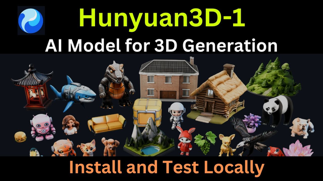 Hunyuan3D-1
AI Model for 3D Generation
Install and Test Locally